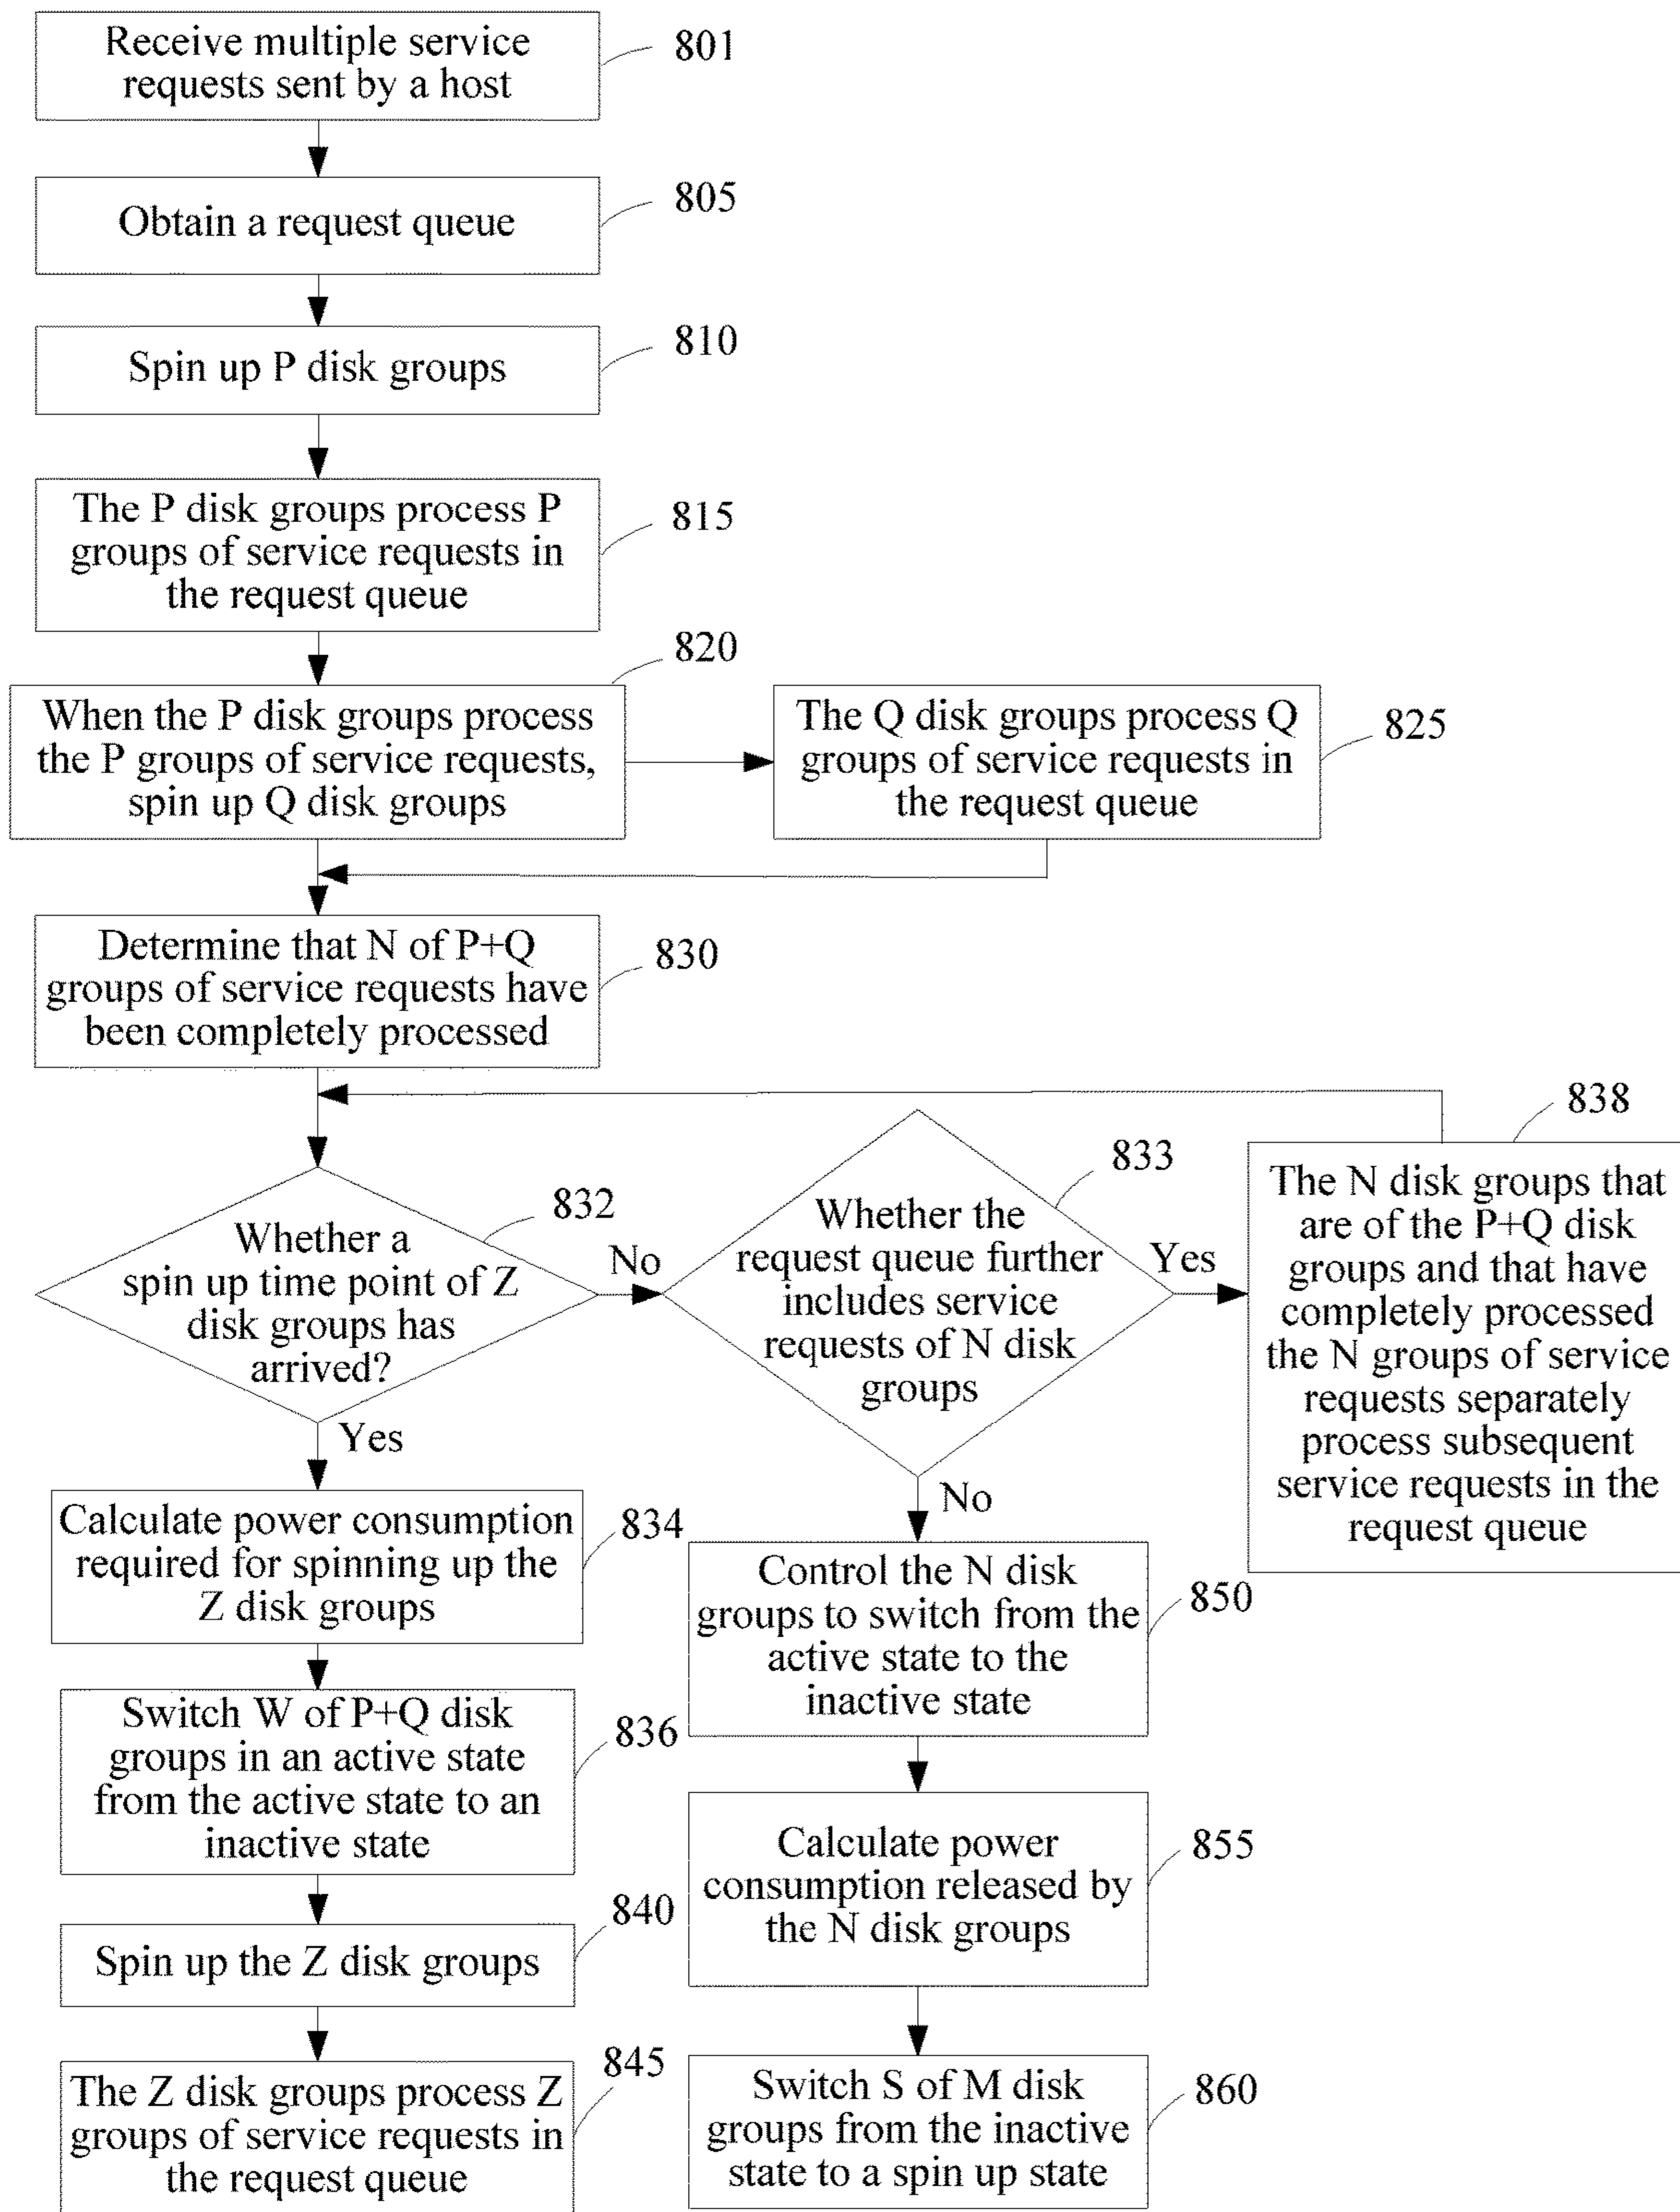 Receive multiple service
requests sent by a host
801
Obtain a request queue
805
Spin up P disk groups
810
The P disk groups process P
groups of service requests in
the request queue
815
When the P disk groups process
the P groups of service requests,
spin up Q disk groups
820
The Q disk groups process Q
groups of service requests in
the request queue
825
Determine that N of P+Q
groups of service requests have
been completely processed
830
Whether a
spin up time point of Z
disk groups has
arrived?
832
No
Yes
Whether the
request queue further
includes service
requests of N disk
groups
833
Yes
No
The N disk groups that
are of the P+Q disk
groups and that have
completely processed
the N groups of service
requests separately
process subsequent
service requests in the
request queue
838
Calculate power consumption
required for spinning up the
Z disk groups
834
Switch W of P+Q disk
groups in an active state
from the active state to an
inactive state
836
Spin up the Z disk groups
840
The Z disk groups process Z
groups of service requests in
the request queue
845
Control the N disk
groups to switch from the
active state to the
inactive state
850
Calculate power
consumption released by
the N disk groups
855
Switch S of M disk
groups from the inactive
state to a spin up state
860